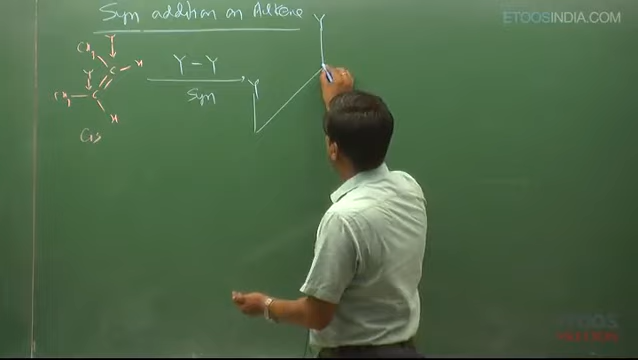 Syn addition on Alkene
ETOOSINDIA.COM
Y
Y
CH₃
C
H
Y
CH₃
C
H
Cis
Y-Y
Syn
Y